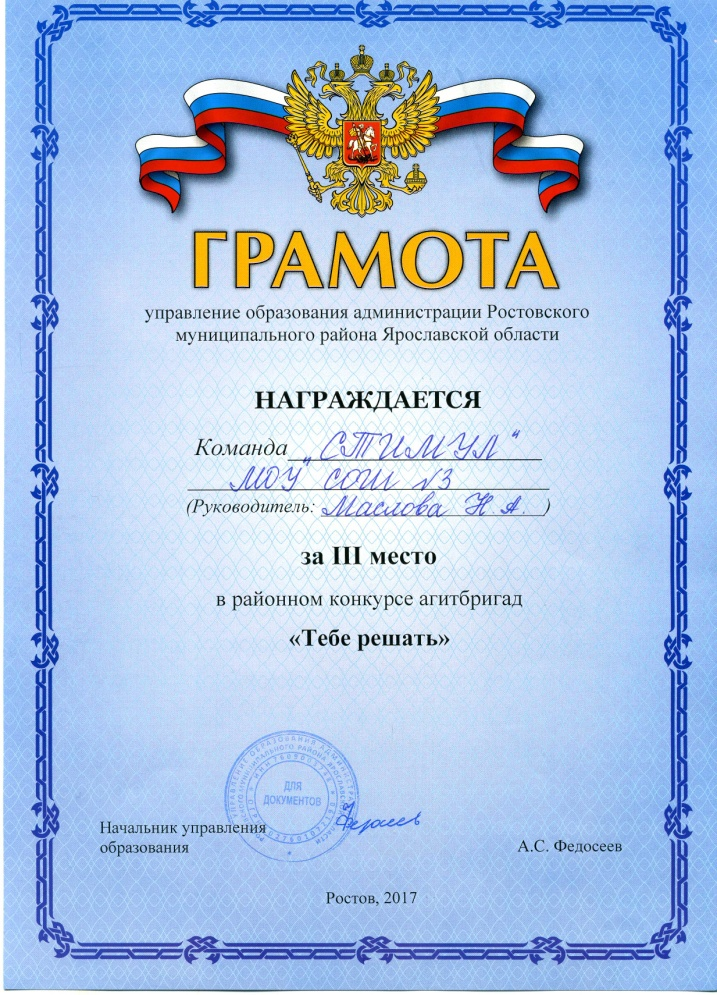 ГРАМОТА
управление образования администрации Ростовского
муниципального района Ярославской области
НАГРАЖДАЕТСЯ
Команда „СТИМУЛ“
МОУ СОШ №3
(Руководитель: Маслова Н.А.)
за III место
в районном конкурсе агитбригад
«Тебе решать»
ДЛЯ
ДОКУМЕНТОВ
Начальник управления
образования
А.С. Федосеев
Ростов, 2017